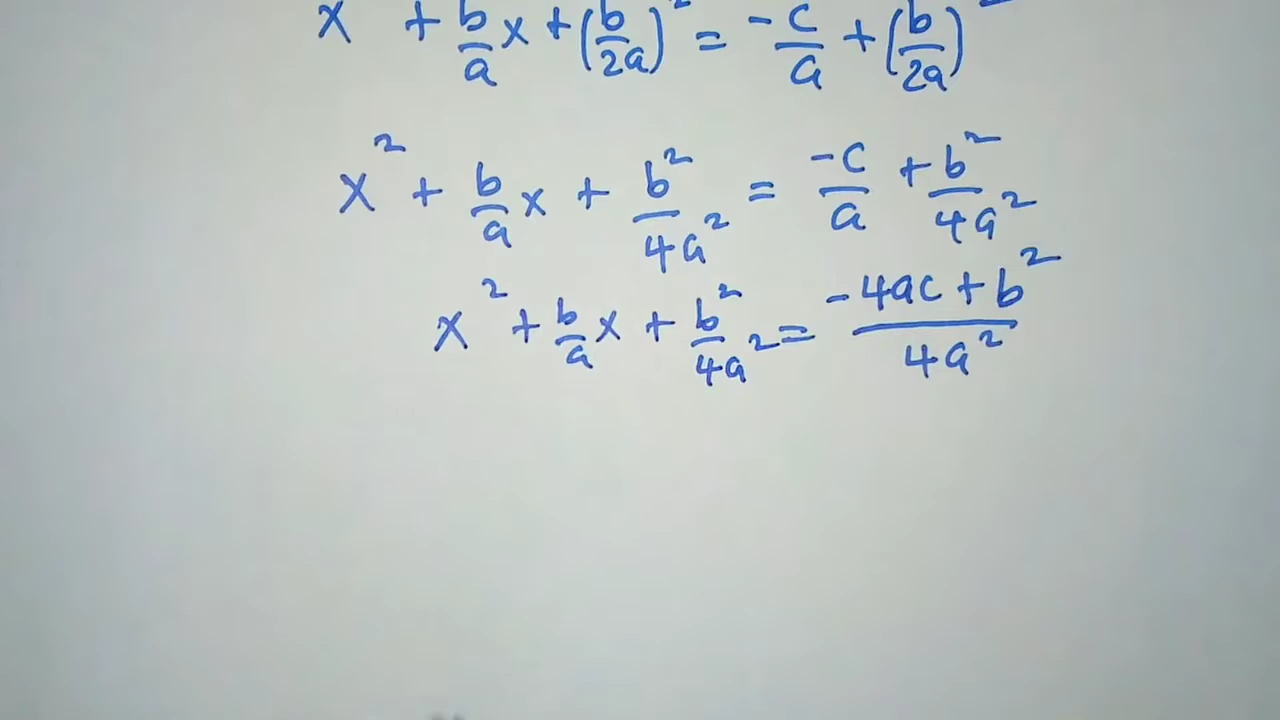 x + b/a x + (b/2a)² = -c/a + (b/2a)²
x² + b/a x + b²/4a² = -c/a + b²/4a²
x² + b/a x + b²/4a² = -4ac + b²/4a²